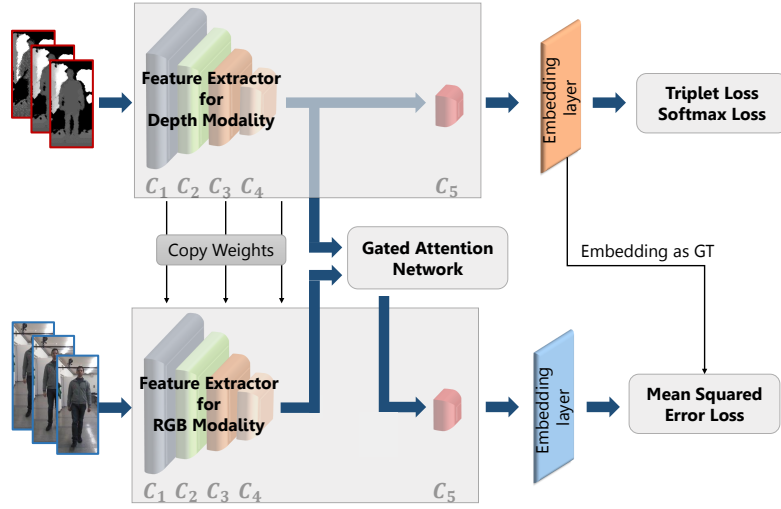 Feature Extractor
for
Depth Modality
C₁ C₂ C₃ C₄
C₅
Embedding
layer
Triplet Loss
Softmax Loss
Copy Weights
Gated Attention
Network
Embedding as GT
Feature Extractor
for
RGB Modality
C₁ C₂ C₃ C₄
C₅
Embedding
layer
Mean Squared
Error Loss